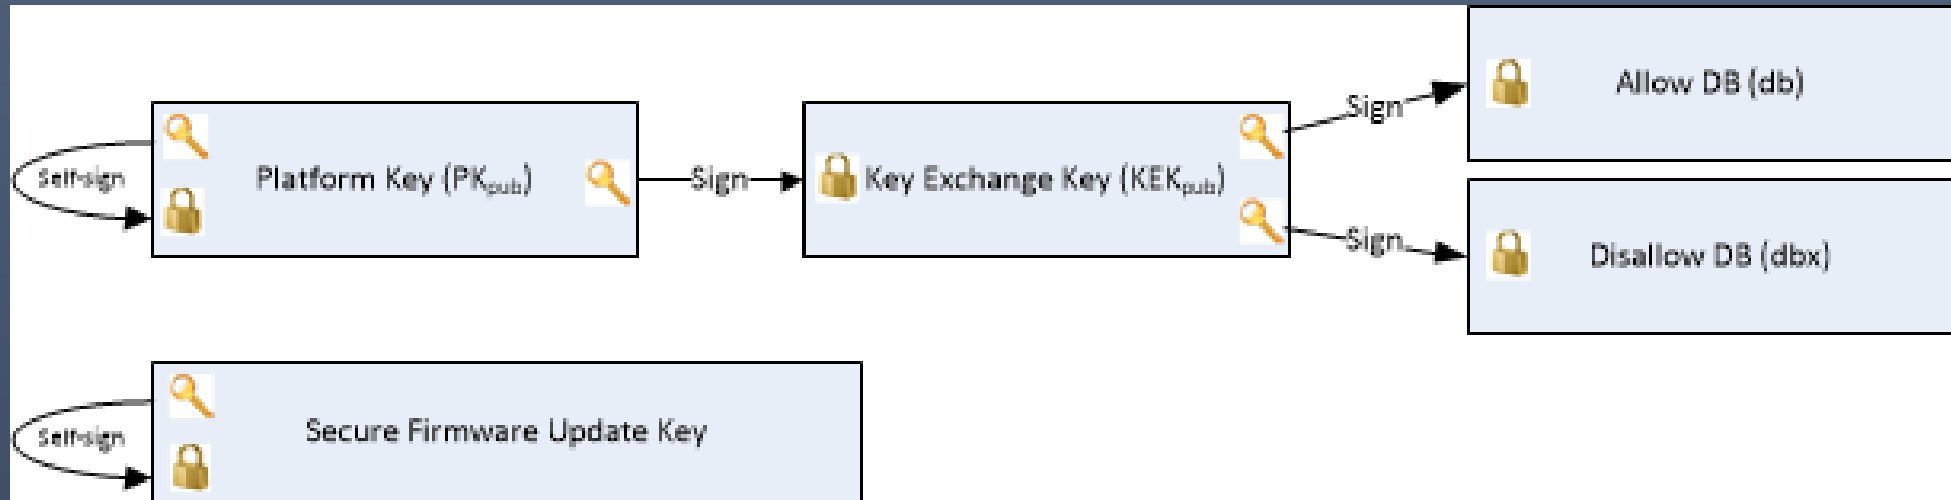 Allow DB (db)
Sign
Self-sign
Platform Key (PKpub)
Sign
Key Exchange Key (KEKpub)
Sign
Disallow DB (dbx)
Self-sign
Secure Firmware Update Key